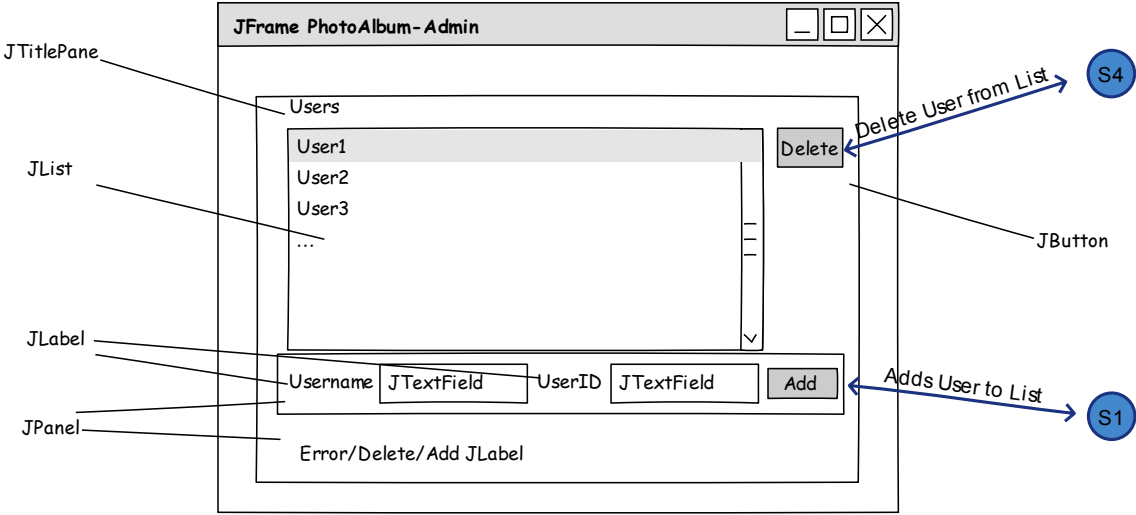 JFrame PhotoAlbum-Admin
JTitlePane
S4
Delete User from List
Users
User1
Delete
JList
User2
User3
...
JButton
JLabel
Username
JTextField
UserID
JTextField
Add
Adds User to List
S1
JPanel
Error/Delete/Add JLabel